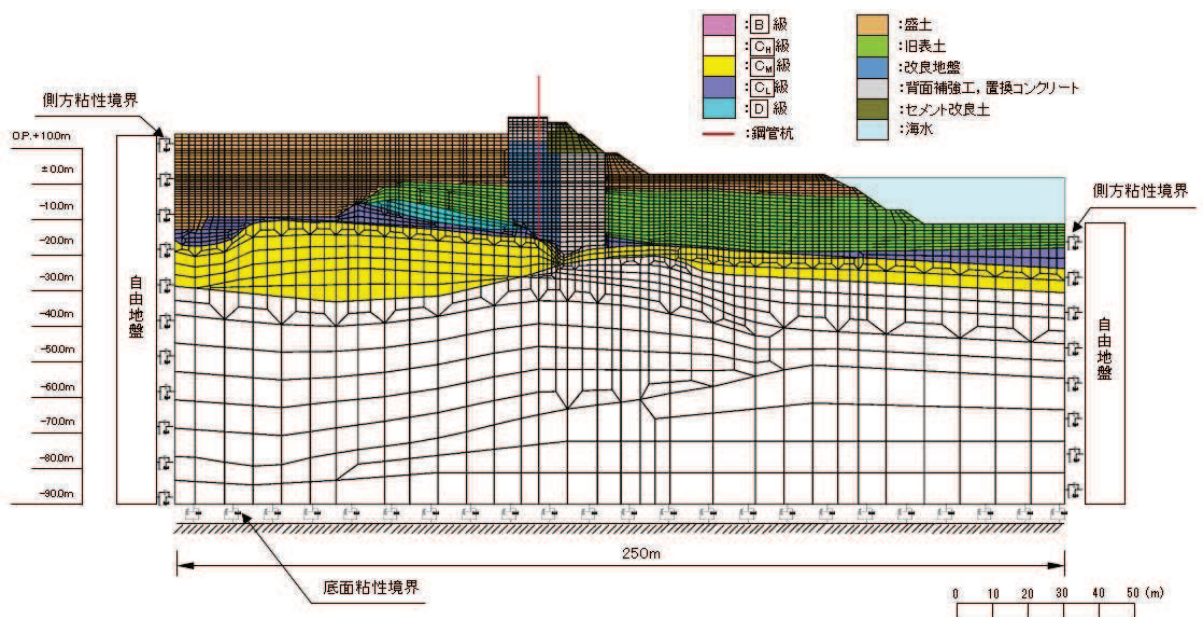 :B級
:CH級
:CM級
:CL級
:D級
:鋼管杭
:盛土
:旧表土
:改良地盤
:背面補強工，置換コンクリート
:セメント改良土
:海水
側方粘性境界
O.P.+10.0m
±0.0m
-10.0m
-20.0m
-30.0m
-40.0m
-50.0m
-60.0m
-70.0m
-80.0m
-90.0m
自由地盤
側方粘性境界
自由地盤
250m
底面粘性境界
0 10 20 30 40 50 (m)